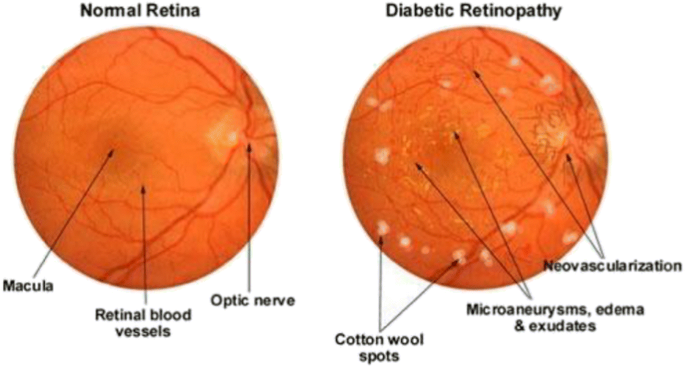 Normal Retina
Diabetic Retinopathy
Macula
Retinal blood
vessels
Optic nerve
Cotton wool
spots
Microaneurysms, edema
& exudates
Neovascularization